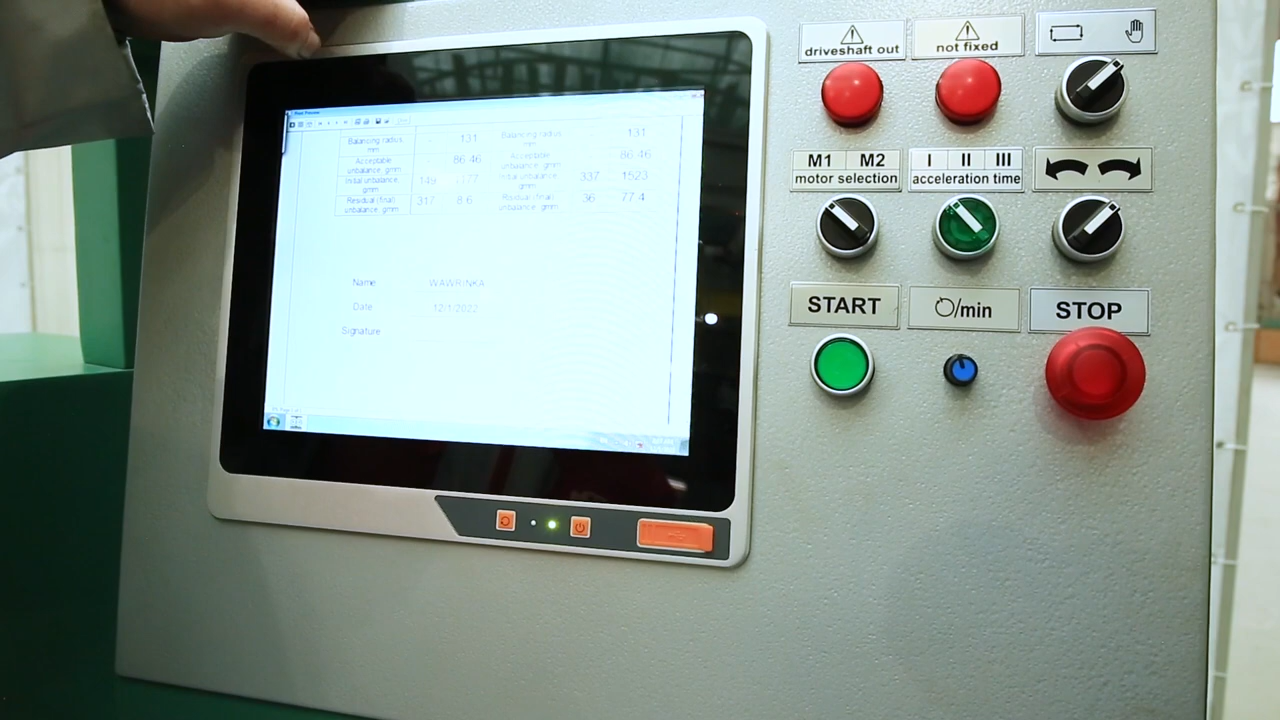 Print Preview
Balancing radius, mm 131 Balancing radius mm 131
Acceptable unbalance, gmm 86.46 Acceptable unbalance, gmm 86.46
Initial unbalance, gmm 149 Initial unbalance, gmm 337 1523
Residual (final) unbalance, gmm 317 8.6 Residual (final) unbalance, gmm 36 77.4
Name WAWRINKA
Date 12/1/2022
Signature
driveshaft out
not fixed
M1 M2
motor selection
I II III
acceleration time
START
/min
STOP